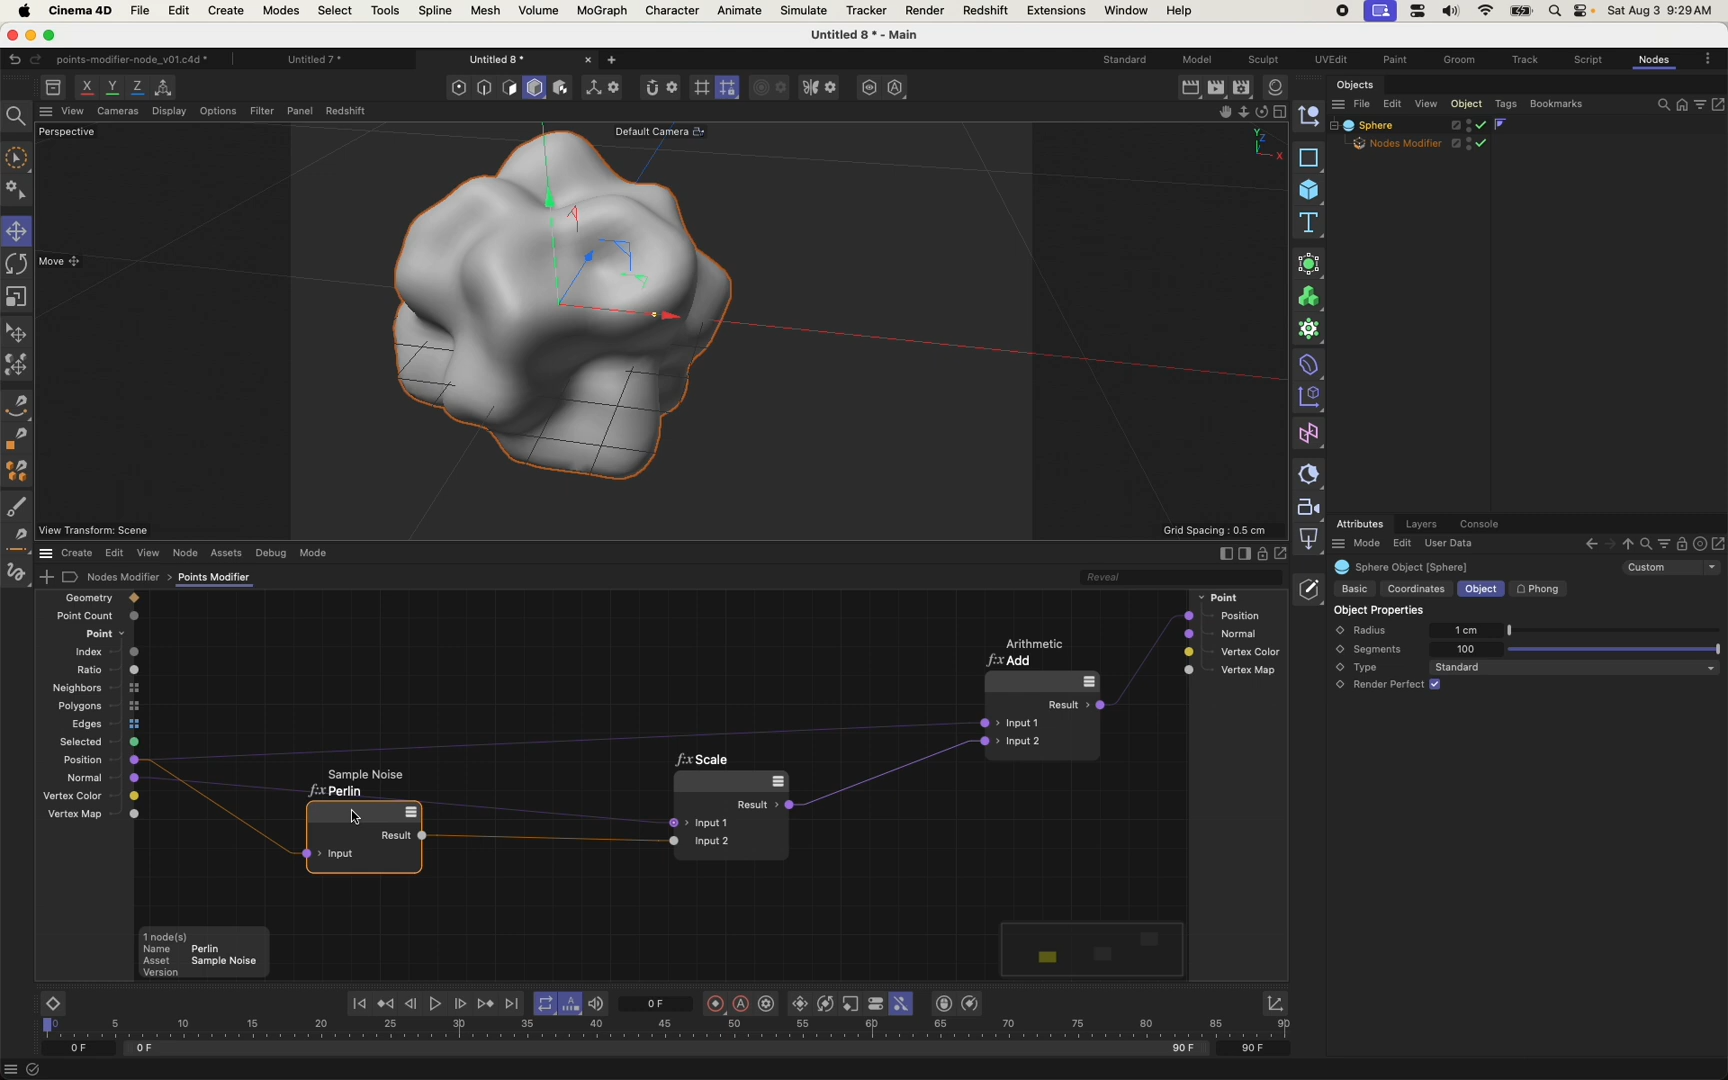 Cinema 4D File Edit Create Modes Select Tools Spline Mesh Volume MoGraph Character Animate Simulate Tracker Render Redshift Extensions Window Help Sat Aug 3 9:29 AM
Untitled 8 * - Main
points-modifier-node_v01.c4d * Untitled 7 * Untitled 8 * Standard Model Sculpt UVEdit Paint Groom Track Script Nodes
X Y Z
Objects
File Edit View Object Tags Bookmarks
View Cameras Display Options Filter Panel Redshift
Perspective
Default Camera
Y
Z
X
Sphere
Nodes Modifier
Move
View Transform: Scene
Grid Spacing : 0.5 cm
Attributes Layers Console
Mode Edit User Data
Sphere Object [Sphere]
Custom
Basic Coordinates Object Phong
Object Properties
Radius 1 cm
Segments 100
Type Standard
Render Perfect
Create Edit View Node Assets Debug Help Mode
Nodes Modifier > Points Modifier
Reveal
Geometry
Point Count
Point
Index
Ratio
Neighbors
Polygons
Edges
Selected
Position
Normal
Vertex Color
Vertex Map
Sample Noise
f:x Perlin
Result
Input
f:x Scale
Result
Input 1
Input 2
Arithmetic
f:x Add
Result
Input 1
Input 2
Point
Position
Normal
Vertex Color
Vertex Map
1 node(s)
Name Perlin
Asset Sample Noise
Version
0 F
0 5 10 15 20 25 30 35 40 45 50 55 60 65 70 75 80 85 90
0 F 0 F 90 F 90 F